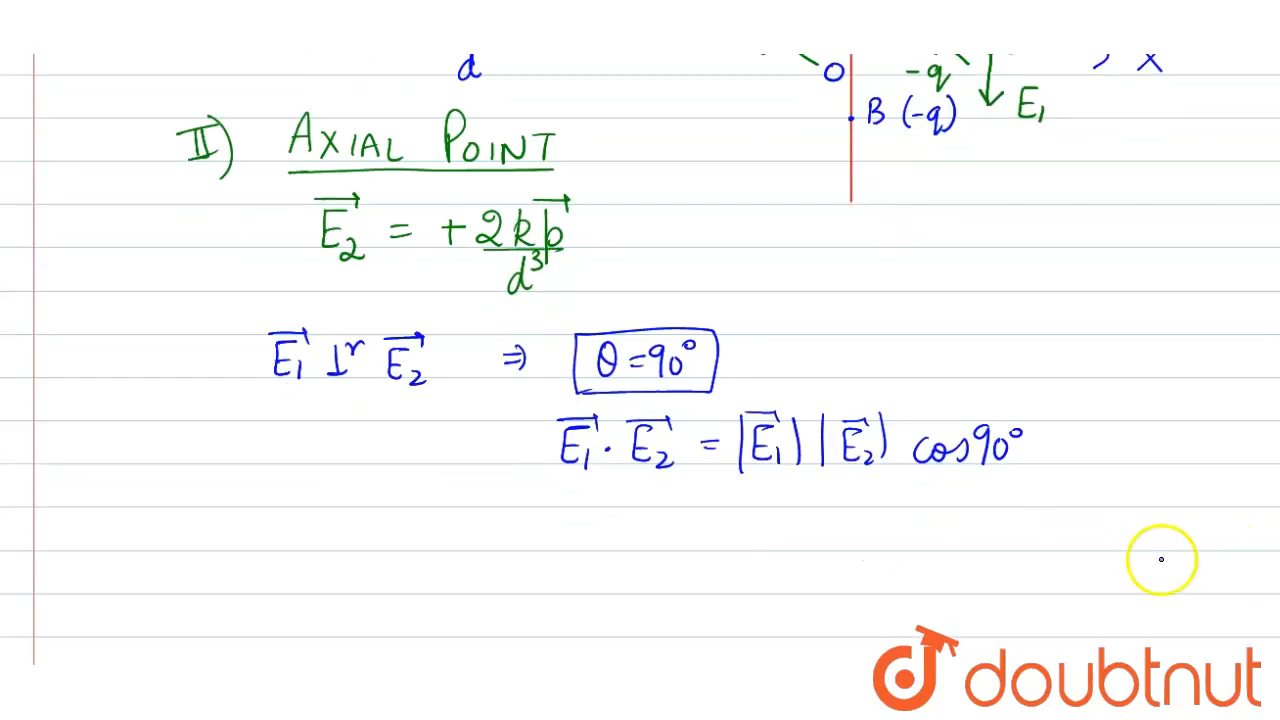 d
O
-q
B (-q)
E₁
, X
II) AXIAL POINT
E₂⃗ = + 2kp⃗ / d³
E₁⃗ ⊥ʳ E₂⃗ ⇒ θ = 90°
E₁⃗ · E₂⃗ = |E₁⃗| |E₂⃗| cos90°
doubtnut